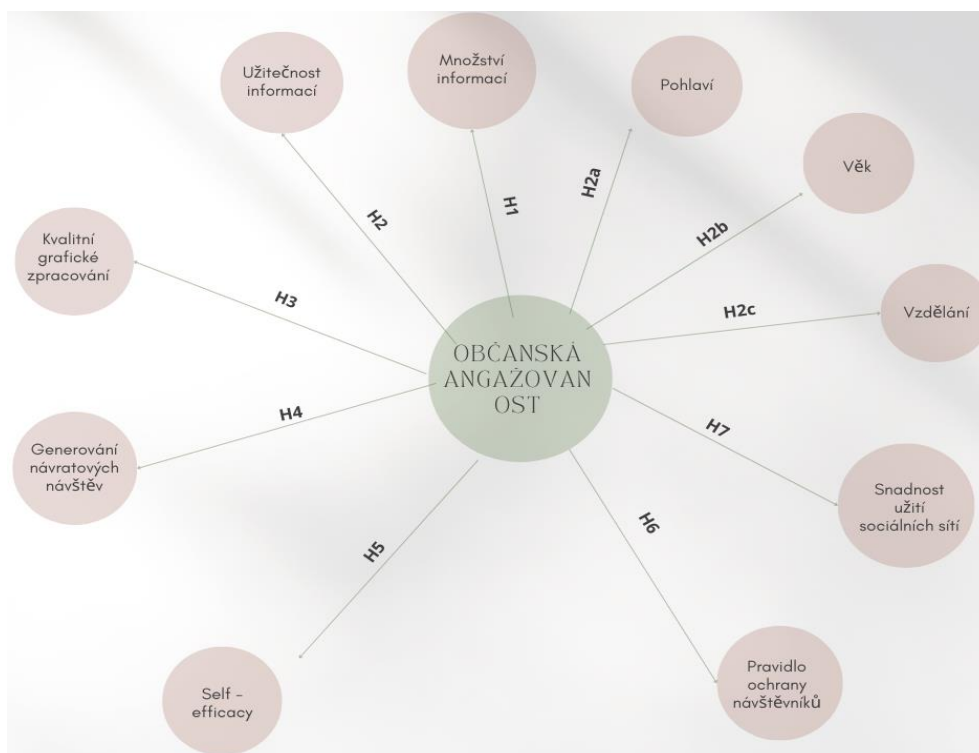 Množství
informací
Užitečnost
informací
Pohlaví
Věk
Kvalitní
grafické
zpracování
H2
H1
H2a
H2b
H3
H2c
Vzdělání
OBČANSKÁ
ANGAŽOVAN
OST
H4
H7
Generování
návratových
návštěv
Snadnost
užití
sociálních sítí
H5
H6
Self -
efficacy
Pravidlo
ochrany
návštěvníků